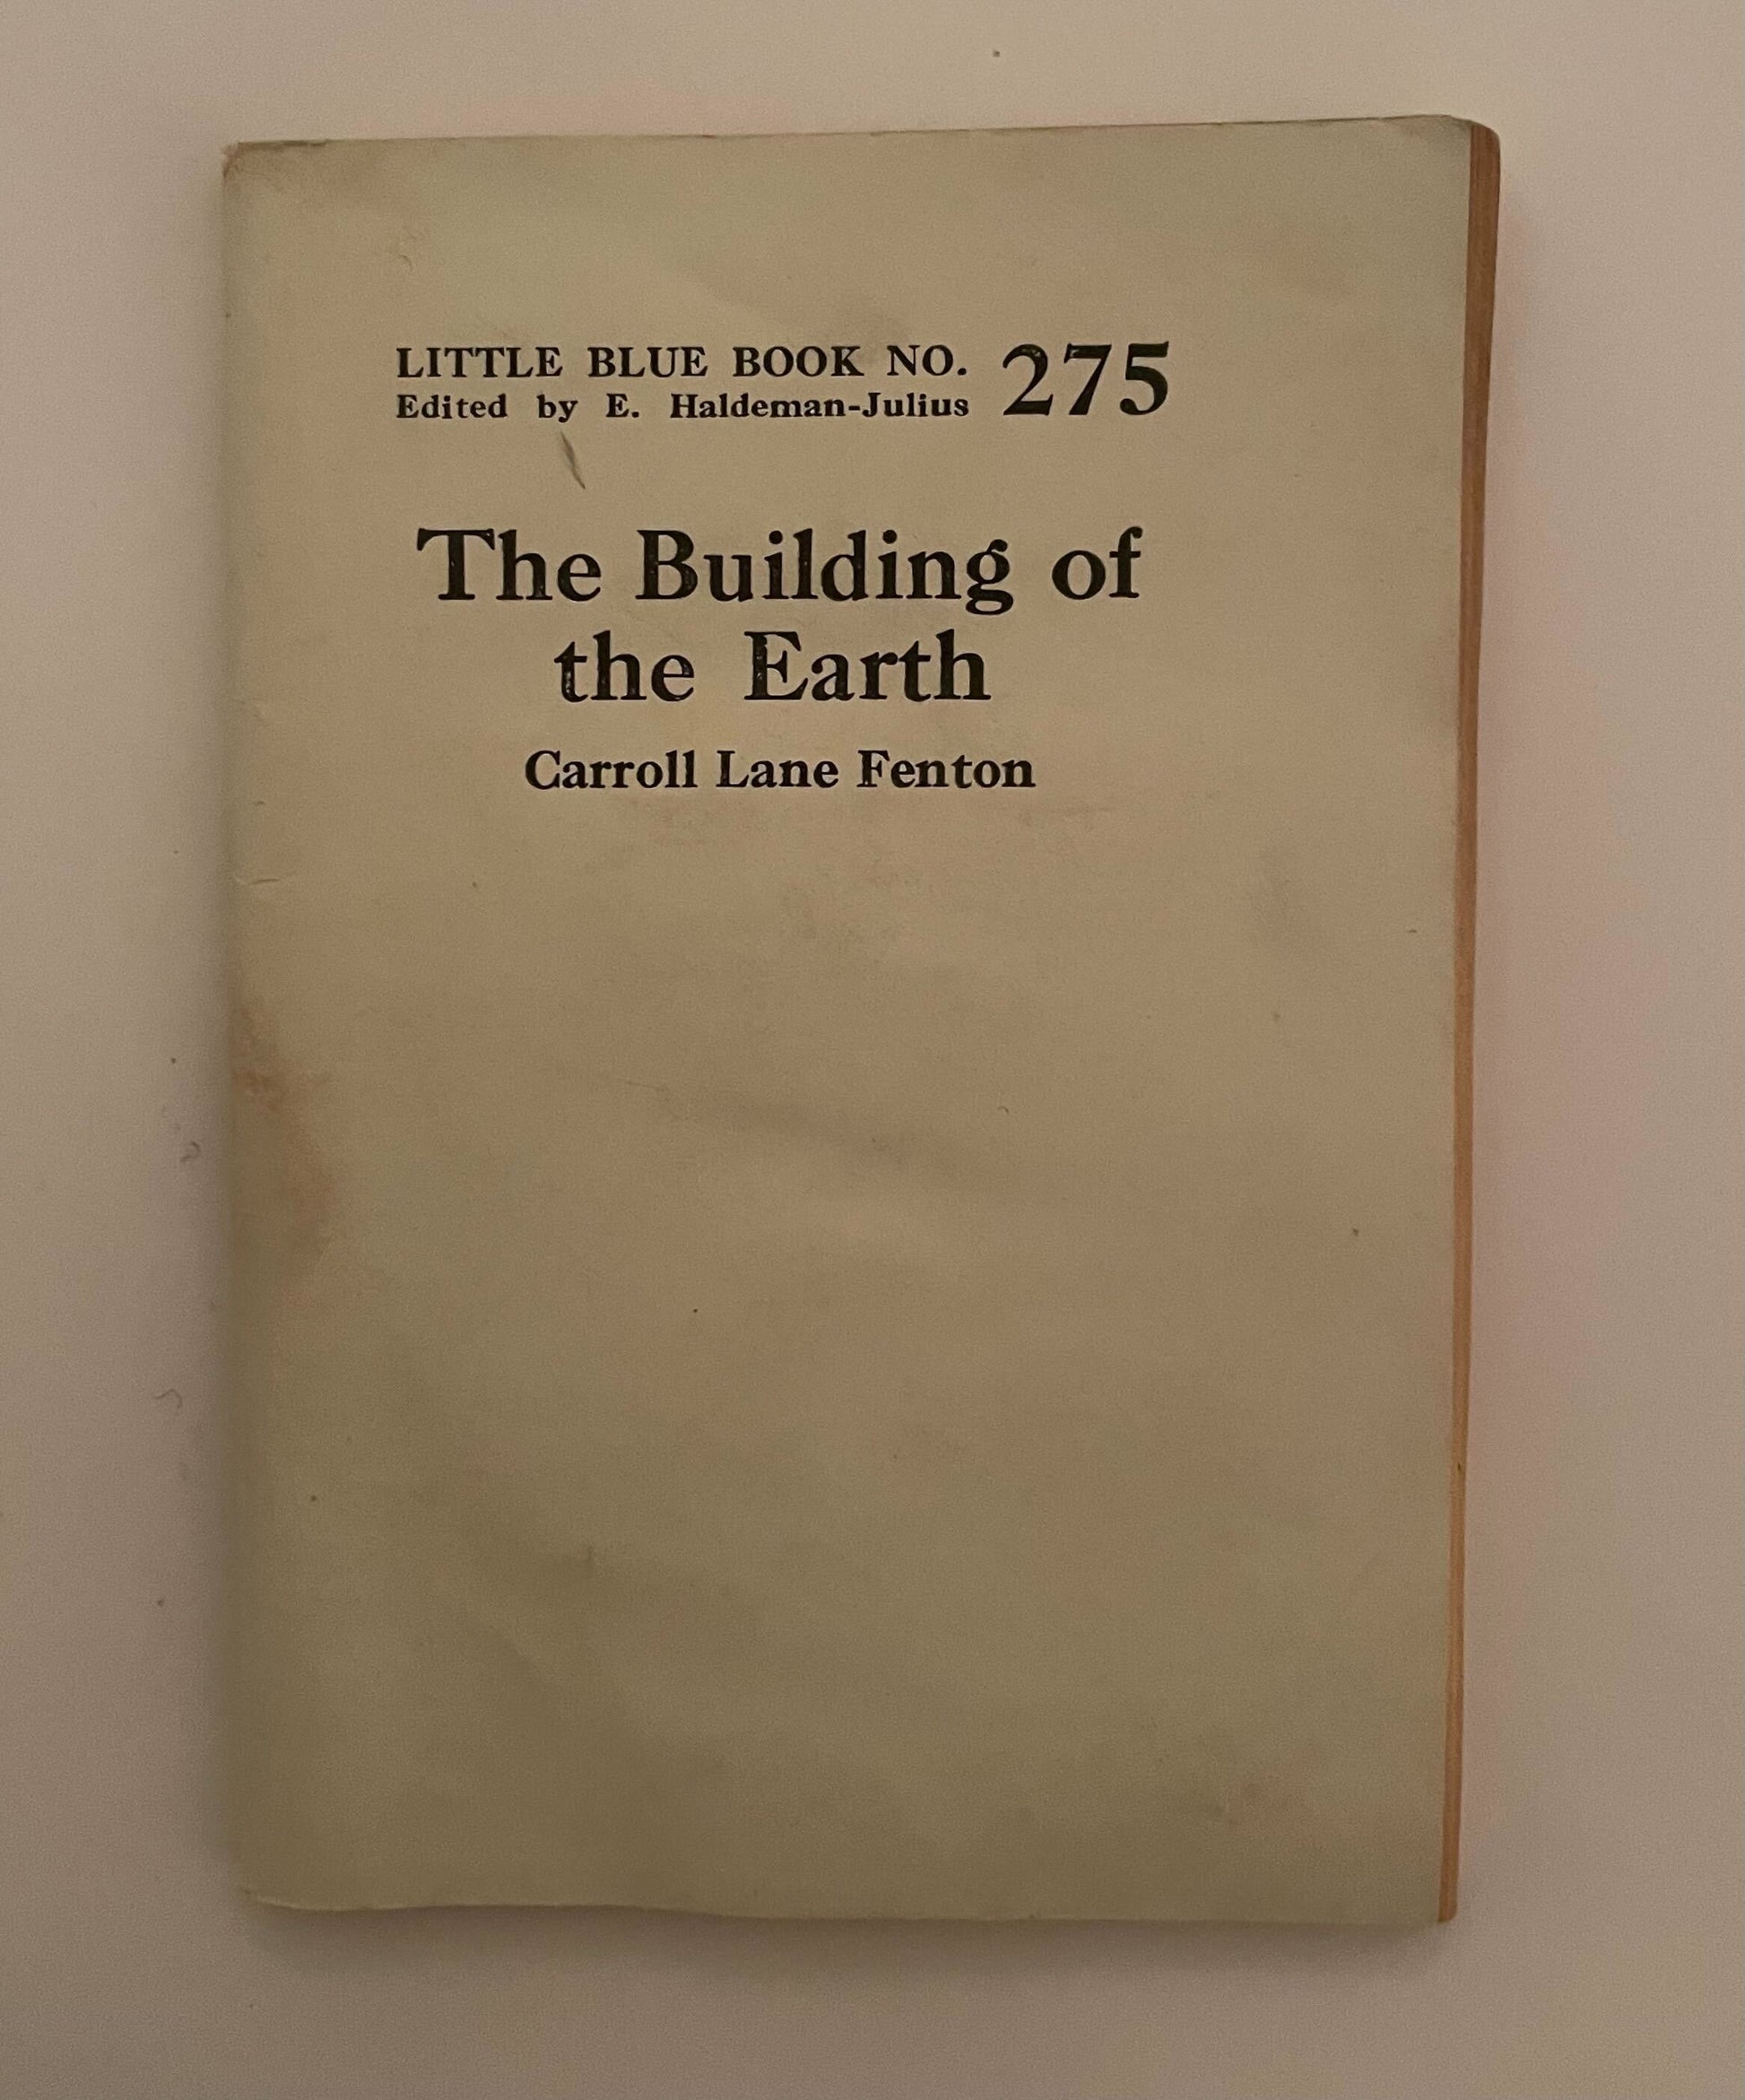 LITTLE BLUE BOOK NO. 275
Edited by E. Haldeman-Julius
The Building of
the Earth
Carroll Lane Fenton